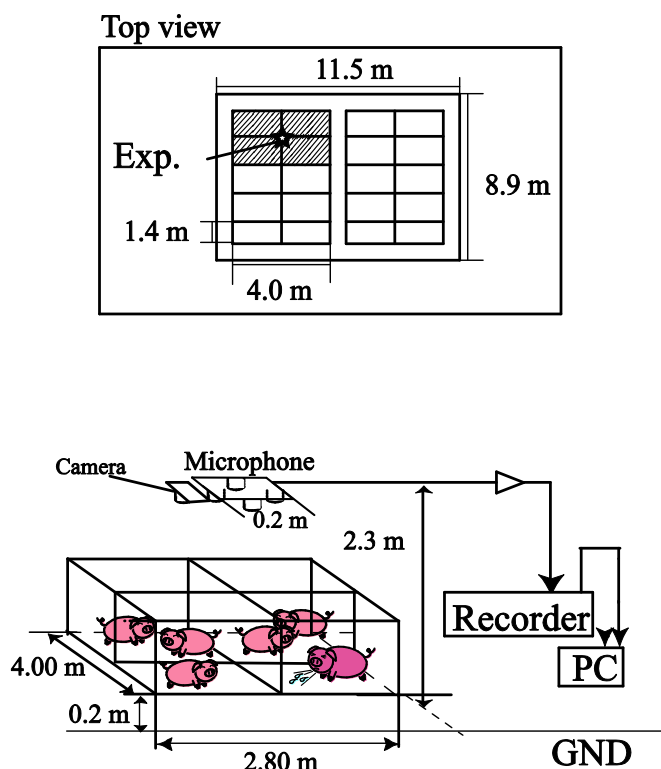 Top view
11.5 m
Exp.
8.9 m
1.4 m
4.0 m
Camera
Microphone
0.2 m
2.3 m
Recorder
4.00 m
PC
0.2 m
2.80 m
GND